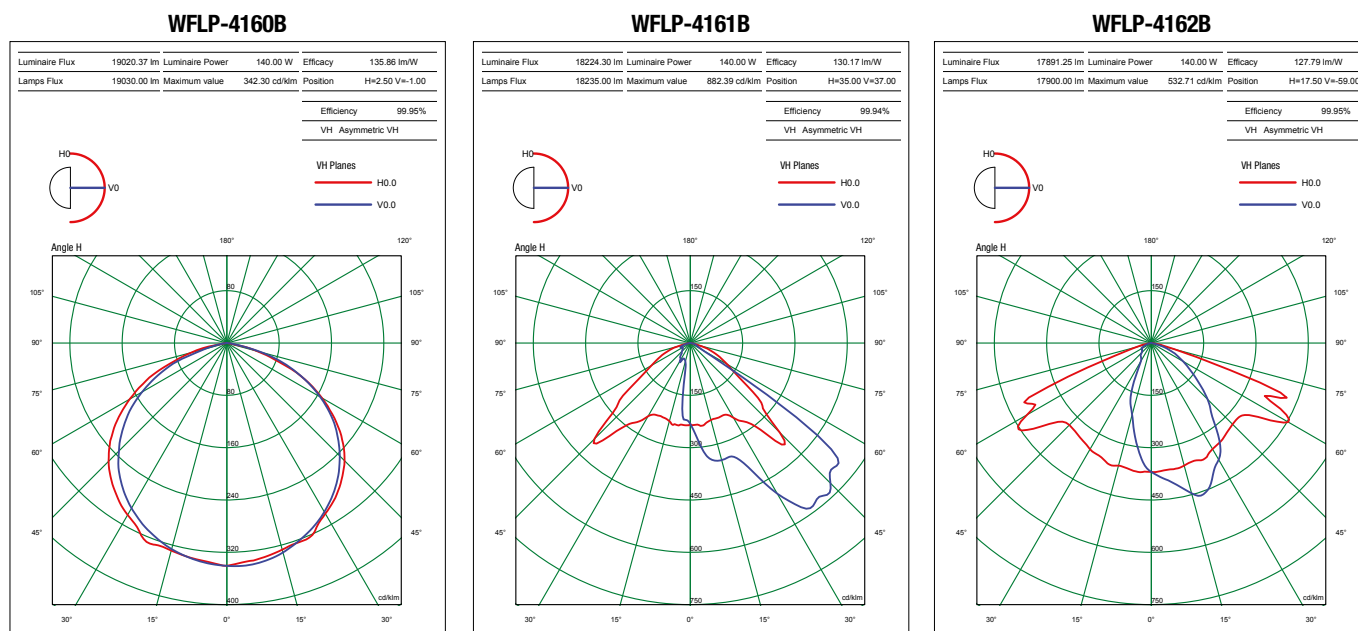 WFLP-4160B
Luminaire Flux 19020.37 lm Luminaire Power 140.00 W Efficacy 135.86 lm/W
Lamps Flux 19030.00 lm Maximum value 342.30 cd/klm Position H=2.50 V=-1.00
Efficiency 99.95%
VH Asymmetric VH
H0
V0
VH Planes
H0.0
V0.0
Angle H
180° 120°
105° 80 105°
90° 90°
80
75° 75°
160
60° 60°
240
45° 45°
320
400 cd/klm
30° 15° 0° 15° 30°
WFLP-4161B
Luminaire Flux 18224.30 lm Luminaire Power 140.00 W Efficacy 130.17 lm/W
Lamps Flux 18235.00 lm Maximum value 882.39 cd/klm Position H=35.00 V=37.00
Efficiency 99.94%
VH Asymmetric VH
H0
V0
VH Planes
H0.0
V0.0
Angle H
180° 120°
105° 150 105°
90° 90°
150
75° 75°
300
60° 60°
450
45° 45°
600
750 cd/klm
30° 15° 0° 15° 30°
WFLP-4162B
Luminaire Flux 17891.25 lm Luminaire Power 140.00 W Efficacy 127.79 lm/W
Lamps Flux 17900.00 lm Maximum value 532.71 cd/klm Position H=17.50 V=-59.00
Efficiency 99.95%
VH Asymmetric VH
H0
V0
VH Planes
H0.0
V0.0
Angle H
180° 120°
105° 150 105°
90° 90°
150
75° 75°
300
60° 60°
450
45° 45°
600
750 cd/klm
30° 15° 0° 15° 30°